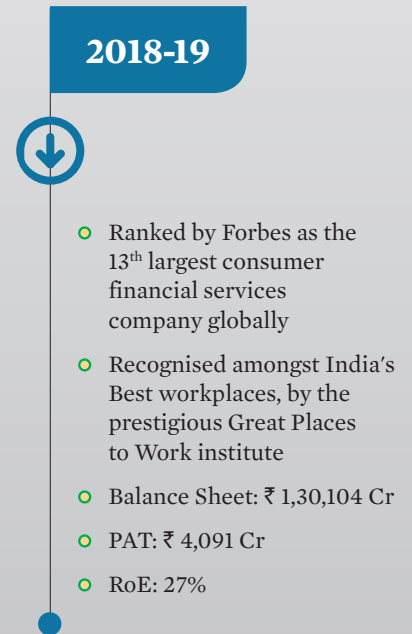 2018-19
Ranked by Forbes as the
13th largest consumer
financial services
company globally
Recognised amongst India's
Best workplaces, by the
prestigious Great Places
to Work institute
Balance Sheet: ₹ 1,30,104 Cr
PAT: ₹ 4,091 Cr
RoE: 27%